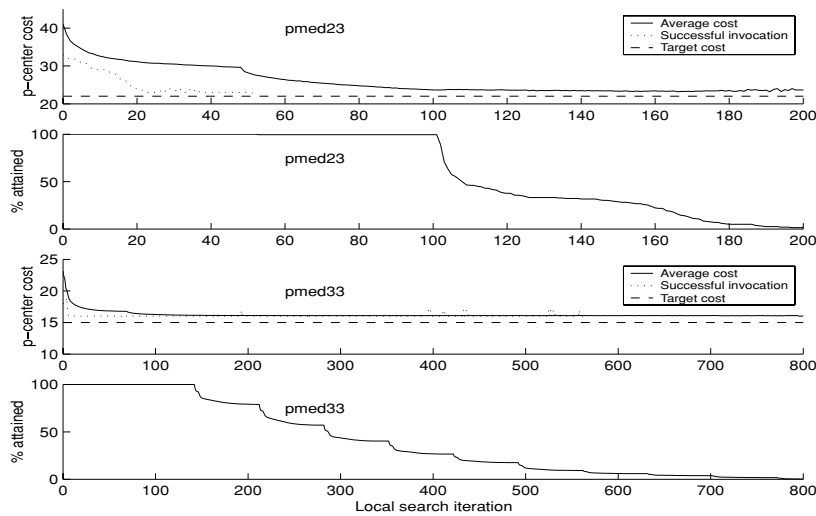 pmed23
Average cost
Successful invocation
Target cost
p−center cost
40
30
20
0 20 40 60 80 100 120 140 160 180 200
pmed23
% attained
100
50
0
0 20 40 60 80 100 120 140 160 180 200
pmed33
Average cost
Successful invocation
Target cost
p−center cost
25
20
15
10
0 100 200 300 400 500 600 700 800
pmed33
% attained
100
50
0
0 100 200 300 400 500 600 700 800
Local search iteration